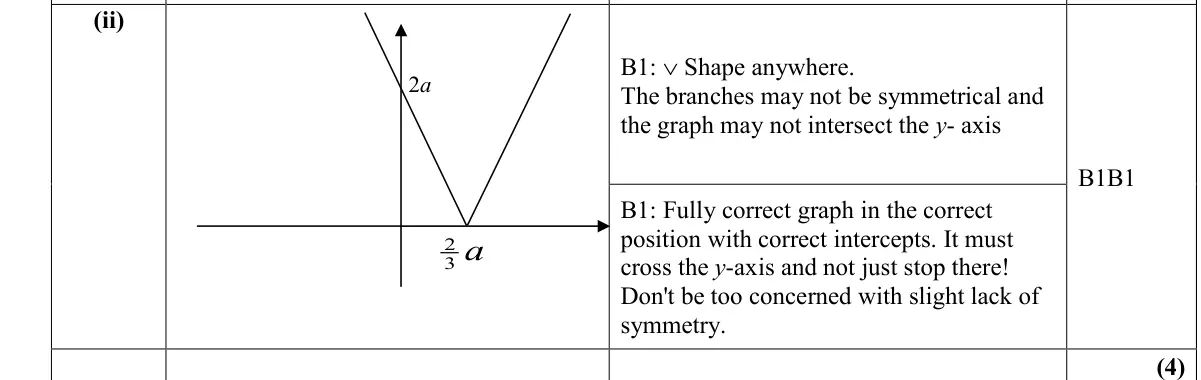 (ii)
2a
2/3 a
B1: ∨ Shape anywhere.
The branches may not be symmetrical and
the graph may not intersect the y- axis
B1: Fully correct graph in the correct
position with correct intercepts. It must
cross the y-axis and not just stop there!
Don't be too concerned with slight lack of
symmetry.
B1B1
(4)